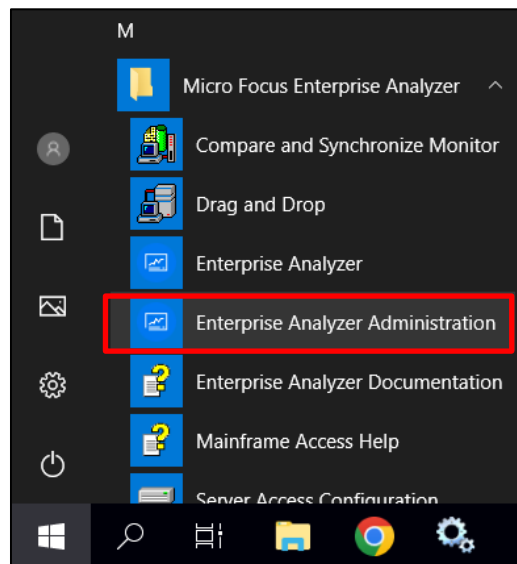 M
Micro Focus Enterprise Analyzer
Compare and Synchronize Monitor
Drag and Drop
Enterprise Analyzer
Enterprise Analyzer Administration
Enterprise Analyzer Documentation
Mainframe Access Help
Server Access Configuration